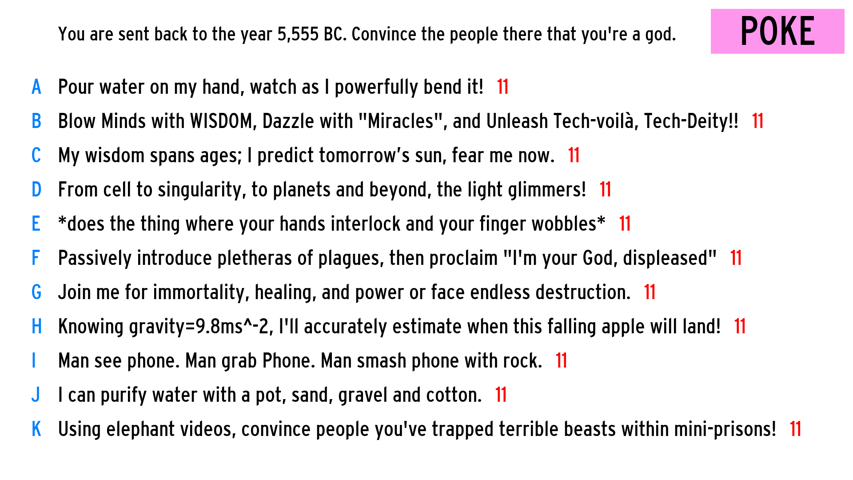 You are sent back to the year 5,555 BC. Convince the people there that you're a god.
POKE
A Pour water on my hand, watch as I powerfully bend it! 11
B Blow Minds with WISDOM, Dazzle with "Miracles", and Unleash Tech-voilà, Tech-Deity!! 11
C My wisdom spans ages; I predict tomorrow’s sun, fear me now. 11
D From cell to singularity, to planets and beyond, the light glimmers! 11
E *does the thing where your hands interlock and your finger wobbles* 11
F Passively introduce pletheras of plagues, then proclaim "I'm your God, displeased" 11
G Join me for immortality, healing, and power or face endless destruction. 11
H Knowing gravity=9.8ms^-2, I'll accurately estimate when this falling apple will land! 11
I Man see phone. Man grab Phone. Man smash phone with rock. 11
J I can purify water with a pot, sand, gravel and cotton. 11
K Using elephant videos, convince people you've trapped terrible beasts within mini-prisons! 11